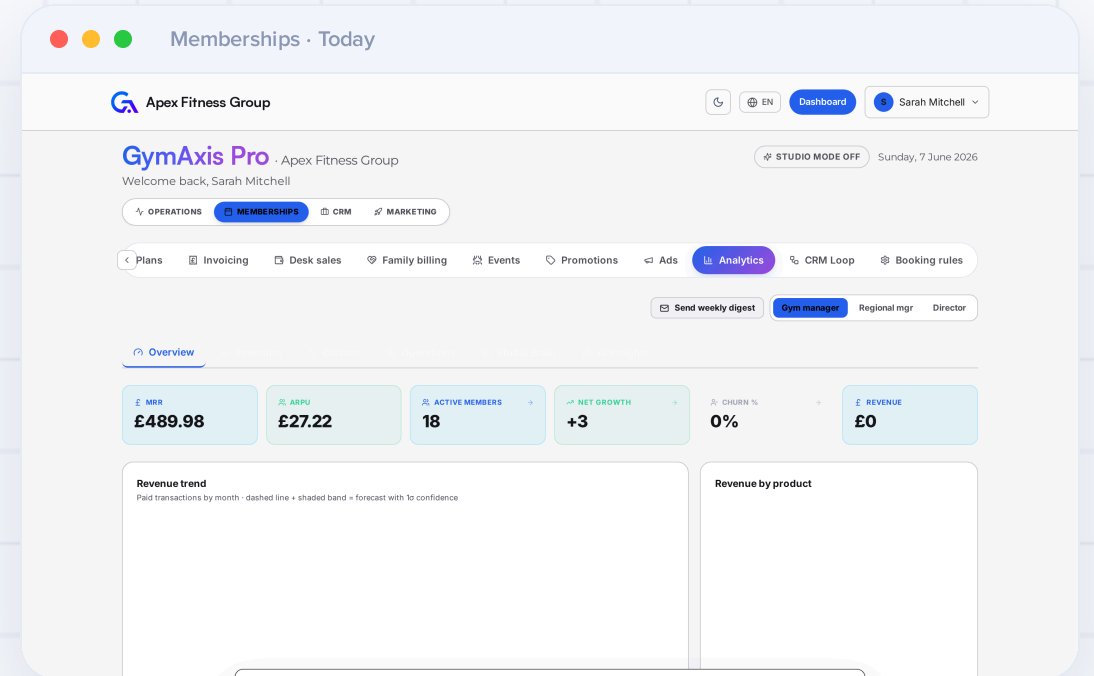 Memberships · Today
Apex Fitness Group
EN
Dashboard
S
Sarah Mitchell
GymAxis Pro · Apex Fitness Group
STUDIO MODE OFF
Sunday, 7 June 2026
Welcome back, Sarah Mitchell
OPERATIONS
MEMBERSHIPS
CRM
MARKETING
Plans
Invoicing
Desk sales
Family billing
Events
Promotions
Ads
Analytics
CRM Loop
Booking rules
Send weekly digest
Gym manager
Regional mgr
Director
Overview
MRR
£489.98
ARPU
£27.22
ACTIVE MEMBERS
18
NET GROWTH
+3
CHURN %
0%
REVENUE
£0
Revenue trend
Paid transactions by month · dashed line + shaded band = forecast with 1σ confidence
Revenue by product